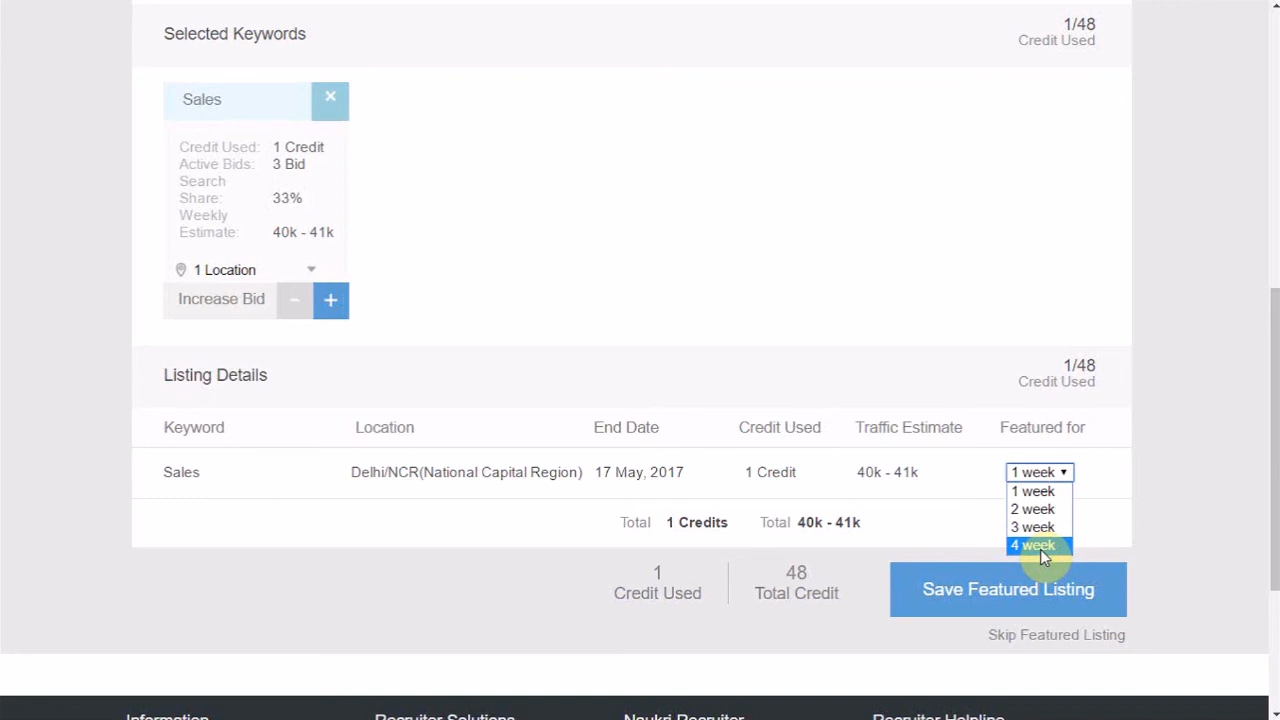 Selected Keywords
1/48
Credit Used
Sales ×
Credit Used: 1 Credit
Active Bids: 3 Bid
Search
Share: 33%
Weekly
Estimate: 40k - 41k
1 Location
Increase Bid - +
Listing Details
1/48
Credit Used
Keyword Location End Date Credit Used Traffic Estimate Featured for
Sales Delhi/NCR(National Capital Region) 17 May, 2017 1 Credit 40k - 41k 1 week
1 week
2 week
3 week
4 week
Total 1 Credits Total 40k - 41k
1
Credit Used
48
Total Credit
Save Featured Listing
Skip Featured Listing
Information Recruiter Solutions Naukri Recruiter Recruiter Helpline